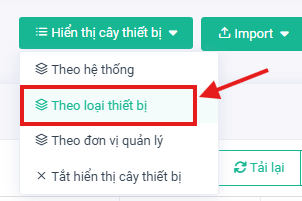 Hiển thị cây thiết bị
Import
Theo hệ thống
Theo loại thiết bị
Theo đơn vị quản lý
Tải lại
Tắt hiển thị cây thiết bị